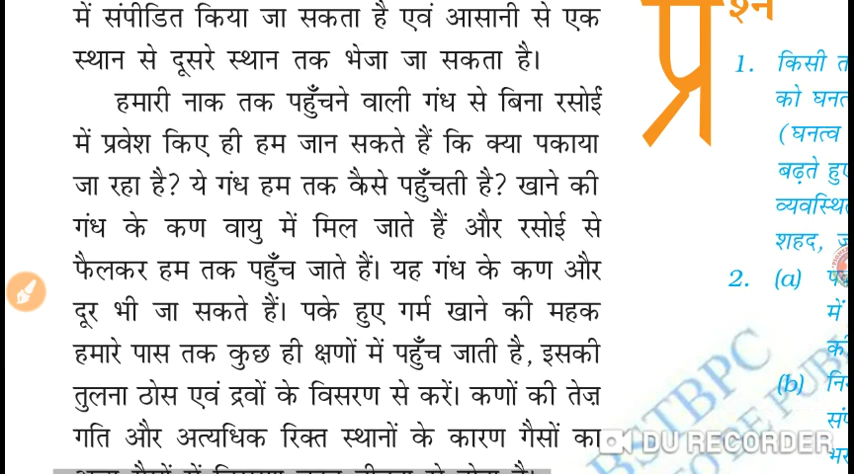 में संपीडित किया जा सकता है एवं आसानी से एक
स्थान से दूसरे स्थान तक भेजा जा सकता है।
हमारी नाक तक पहुँचने वाली गंध से बिना रसोई
में प्रवेश किए ही हम जान सकते हैं कि क्या पकाया
जा रहा है? ये गंध हम तक कैसे पहुँचती है? खाने की
गंध के कण वायु में मिल जाते हैं और रसोई से
फैलकर हम तक पहुँच जाते हैं। यह गंध के कण और
दूर भी जा सकते हैं। पके हुए गर्म खाने की महक
हमारे पास तक कुछ ही क्षणों में पहुँच जाती है, इसकी
तुलना ठोस एवं द्रवों के विसरण से करें। कणों की तेज़
गति और अत्यधिक रिक्त स्थानों के कारण गैसों का
प्रश्न
1. किसी
को
(घनत्व
बढ़ते
शहद,
2. (a)
में
(b)
BSTBPC
DU RECORDER